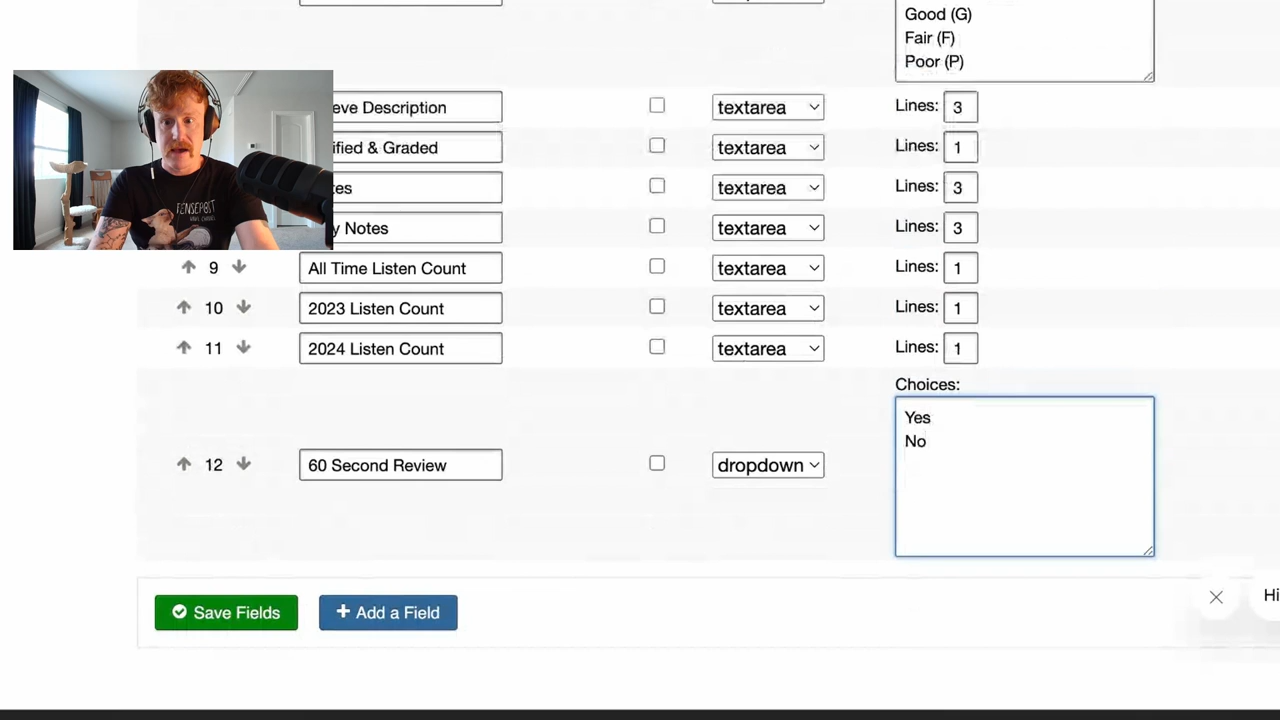 Good (G)
Fair (F)
Poor (P)
eve Description
textarea
Lines: 3
ified & Graded
textarea
Lines: 1
es
textarea
Lines: 3
y Notes
textarea
Lines: 3
9
All Time Listen Count
textarea
Lines: 1
10
2023 Listen Count
textarea
Lines: 1
11
2024 Listen Count
textarea
Lines: 1
Choices:
Yes
No
12
60 Second Review
dropdown
Save Fields
Add a Field
Hi
FENSEPOST